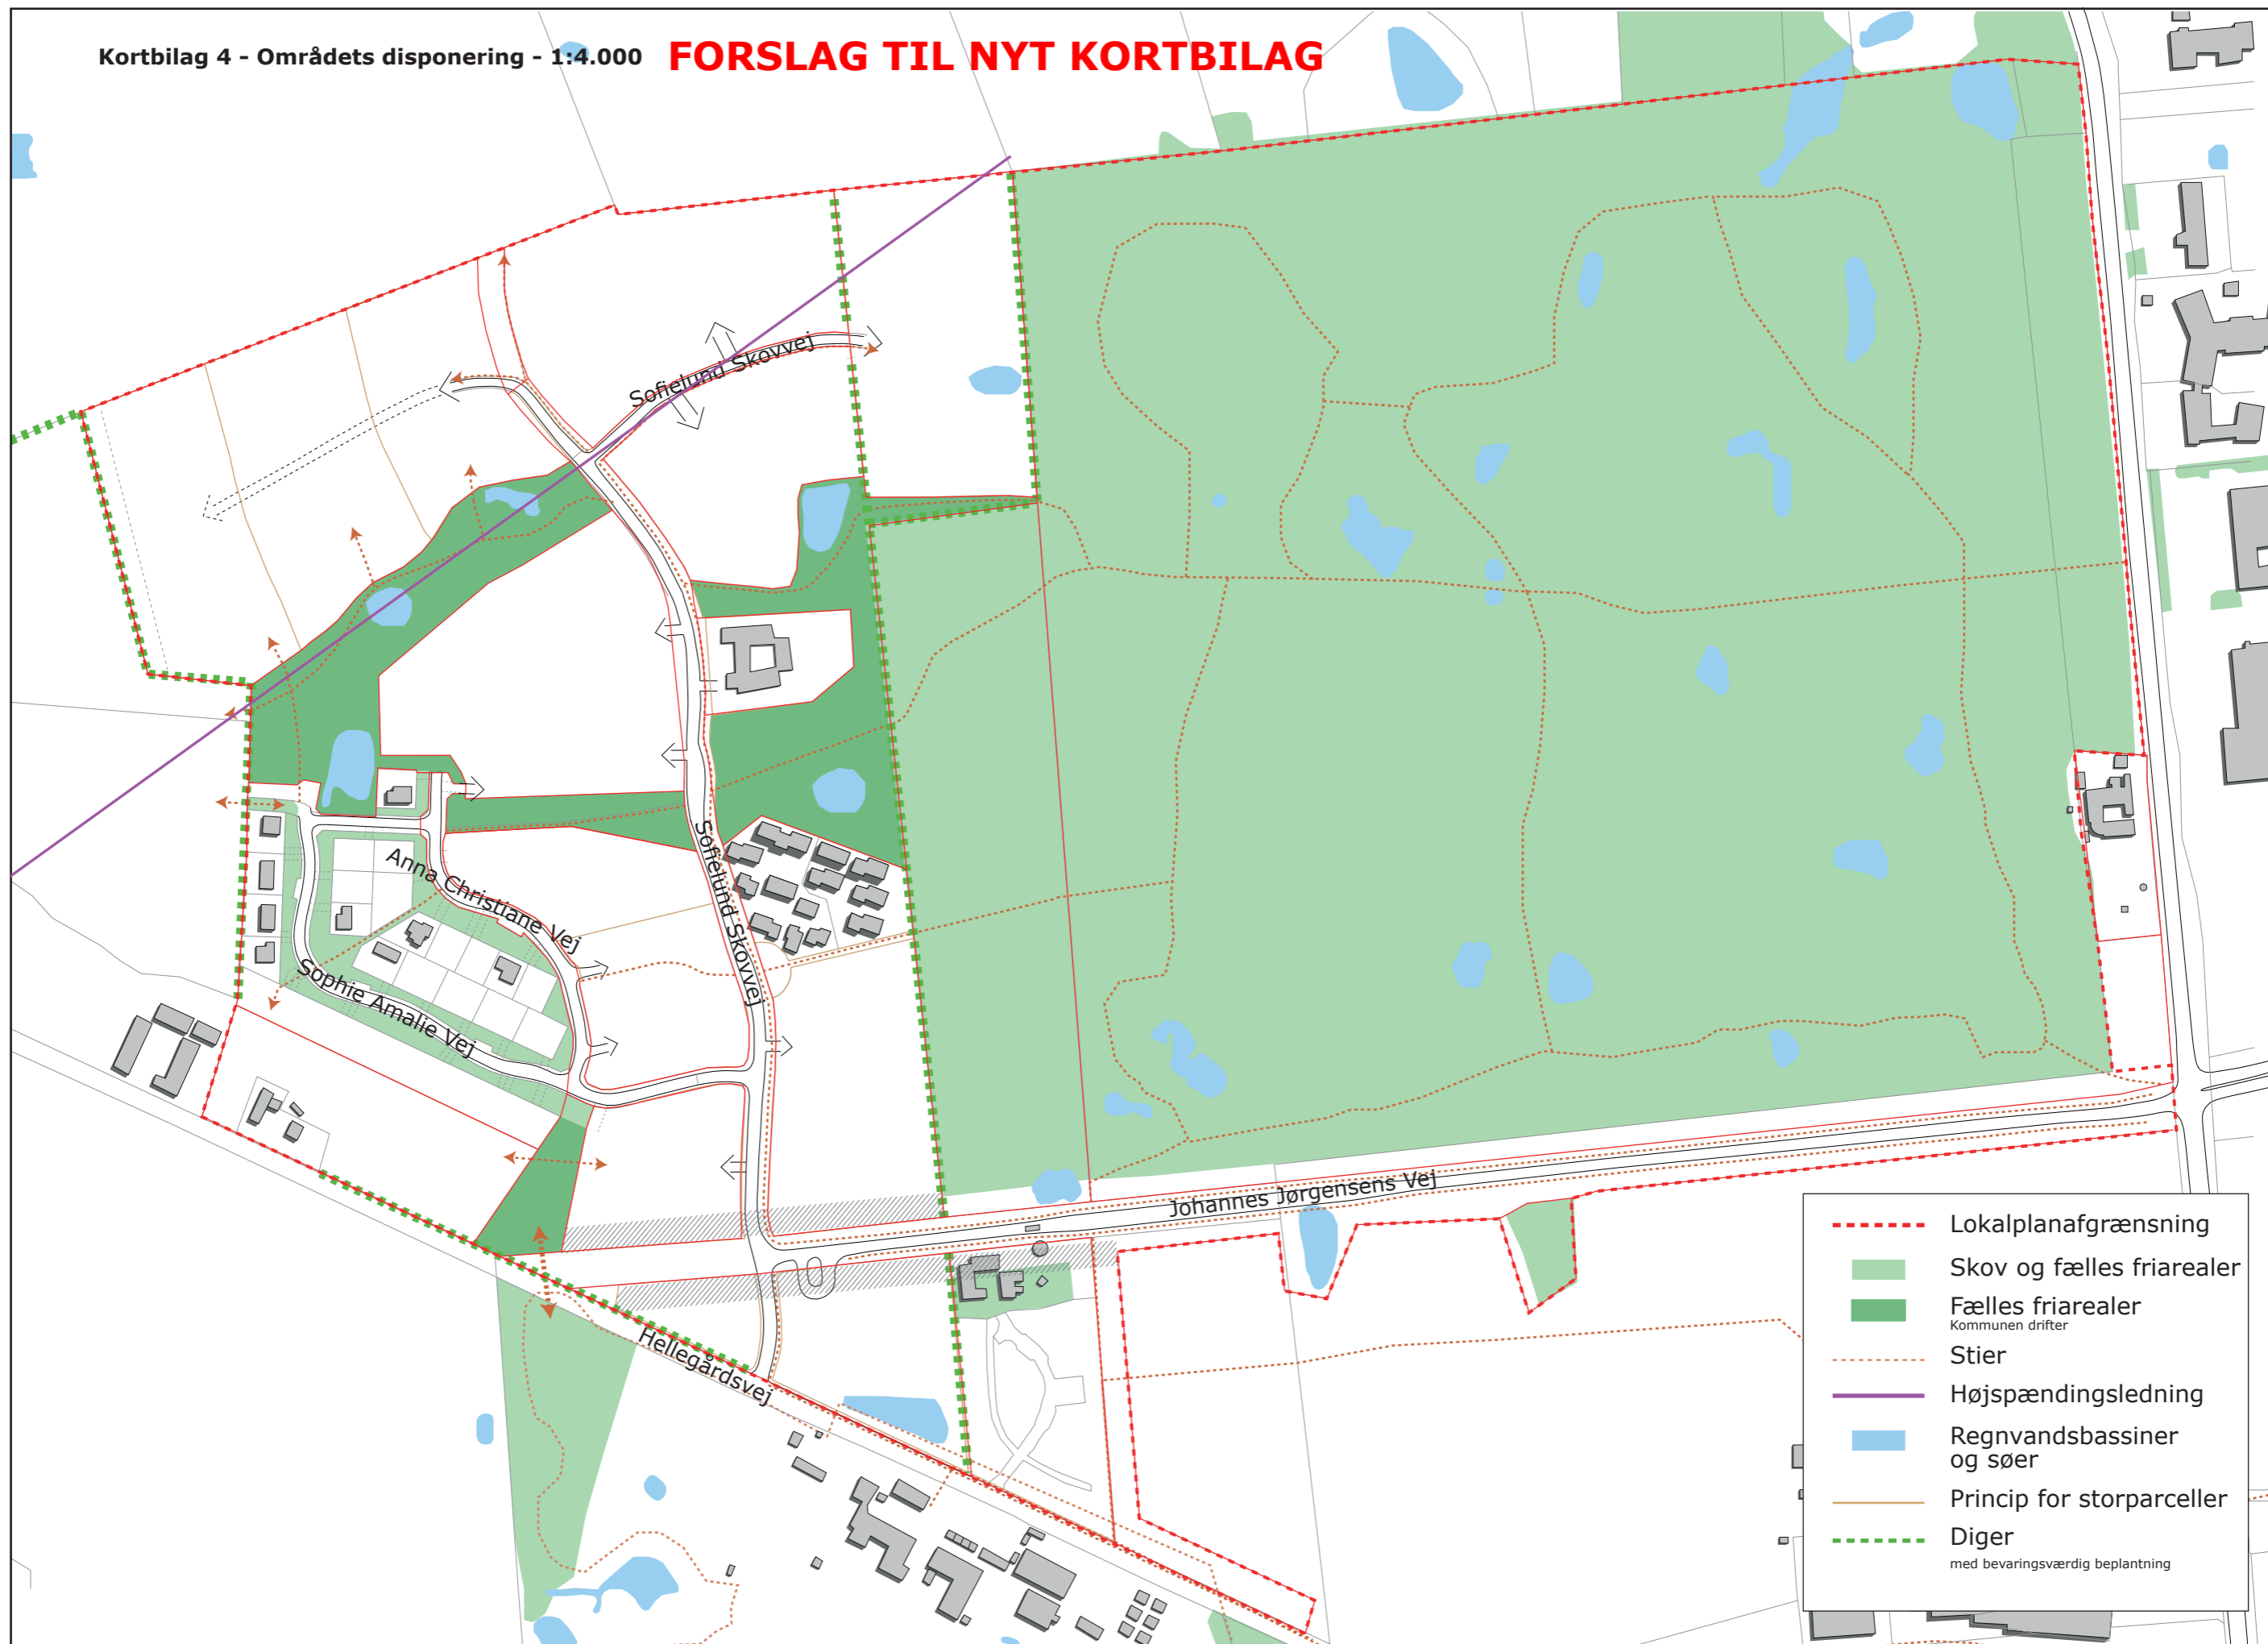 Kortbilag 4 - Områdets disponering - 1:4.000
FORSLAG TIL NYT KORTBILAG
Sofielund Skovvej
Anna Christiane Vej
Sofielund Skovvej
Sophie Amalie Vej
Johannes Jørgensens Vej
Hellegårdsvej
Lokalplanafgrænsning
Skov og fælles friarealer
Fælles friarealer
Kommunen drifter
Stier
Højspændingsledning
Regnvandsbassiner
og søer
Princip for storparceller
Diger
med bevaringsværdig beplantning